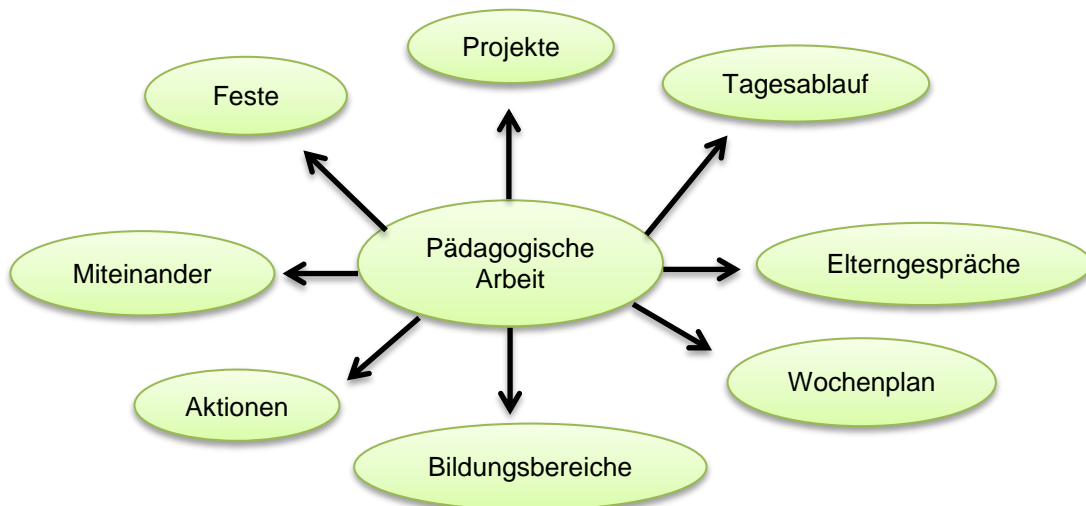 Projekte
Feste
Tagesablauf
Pädagogische
Arbeit
Miteinander
Elterngespräche
Aktionen
Wochenplan
Bildungsbereiche